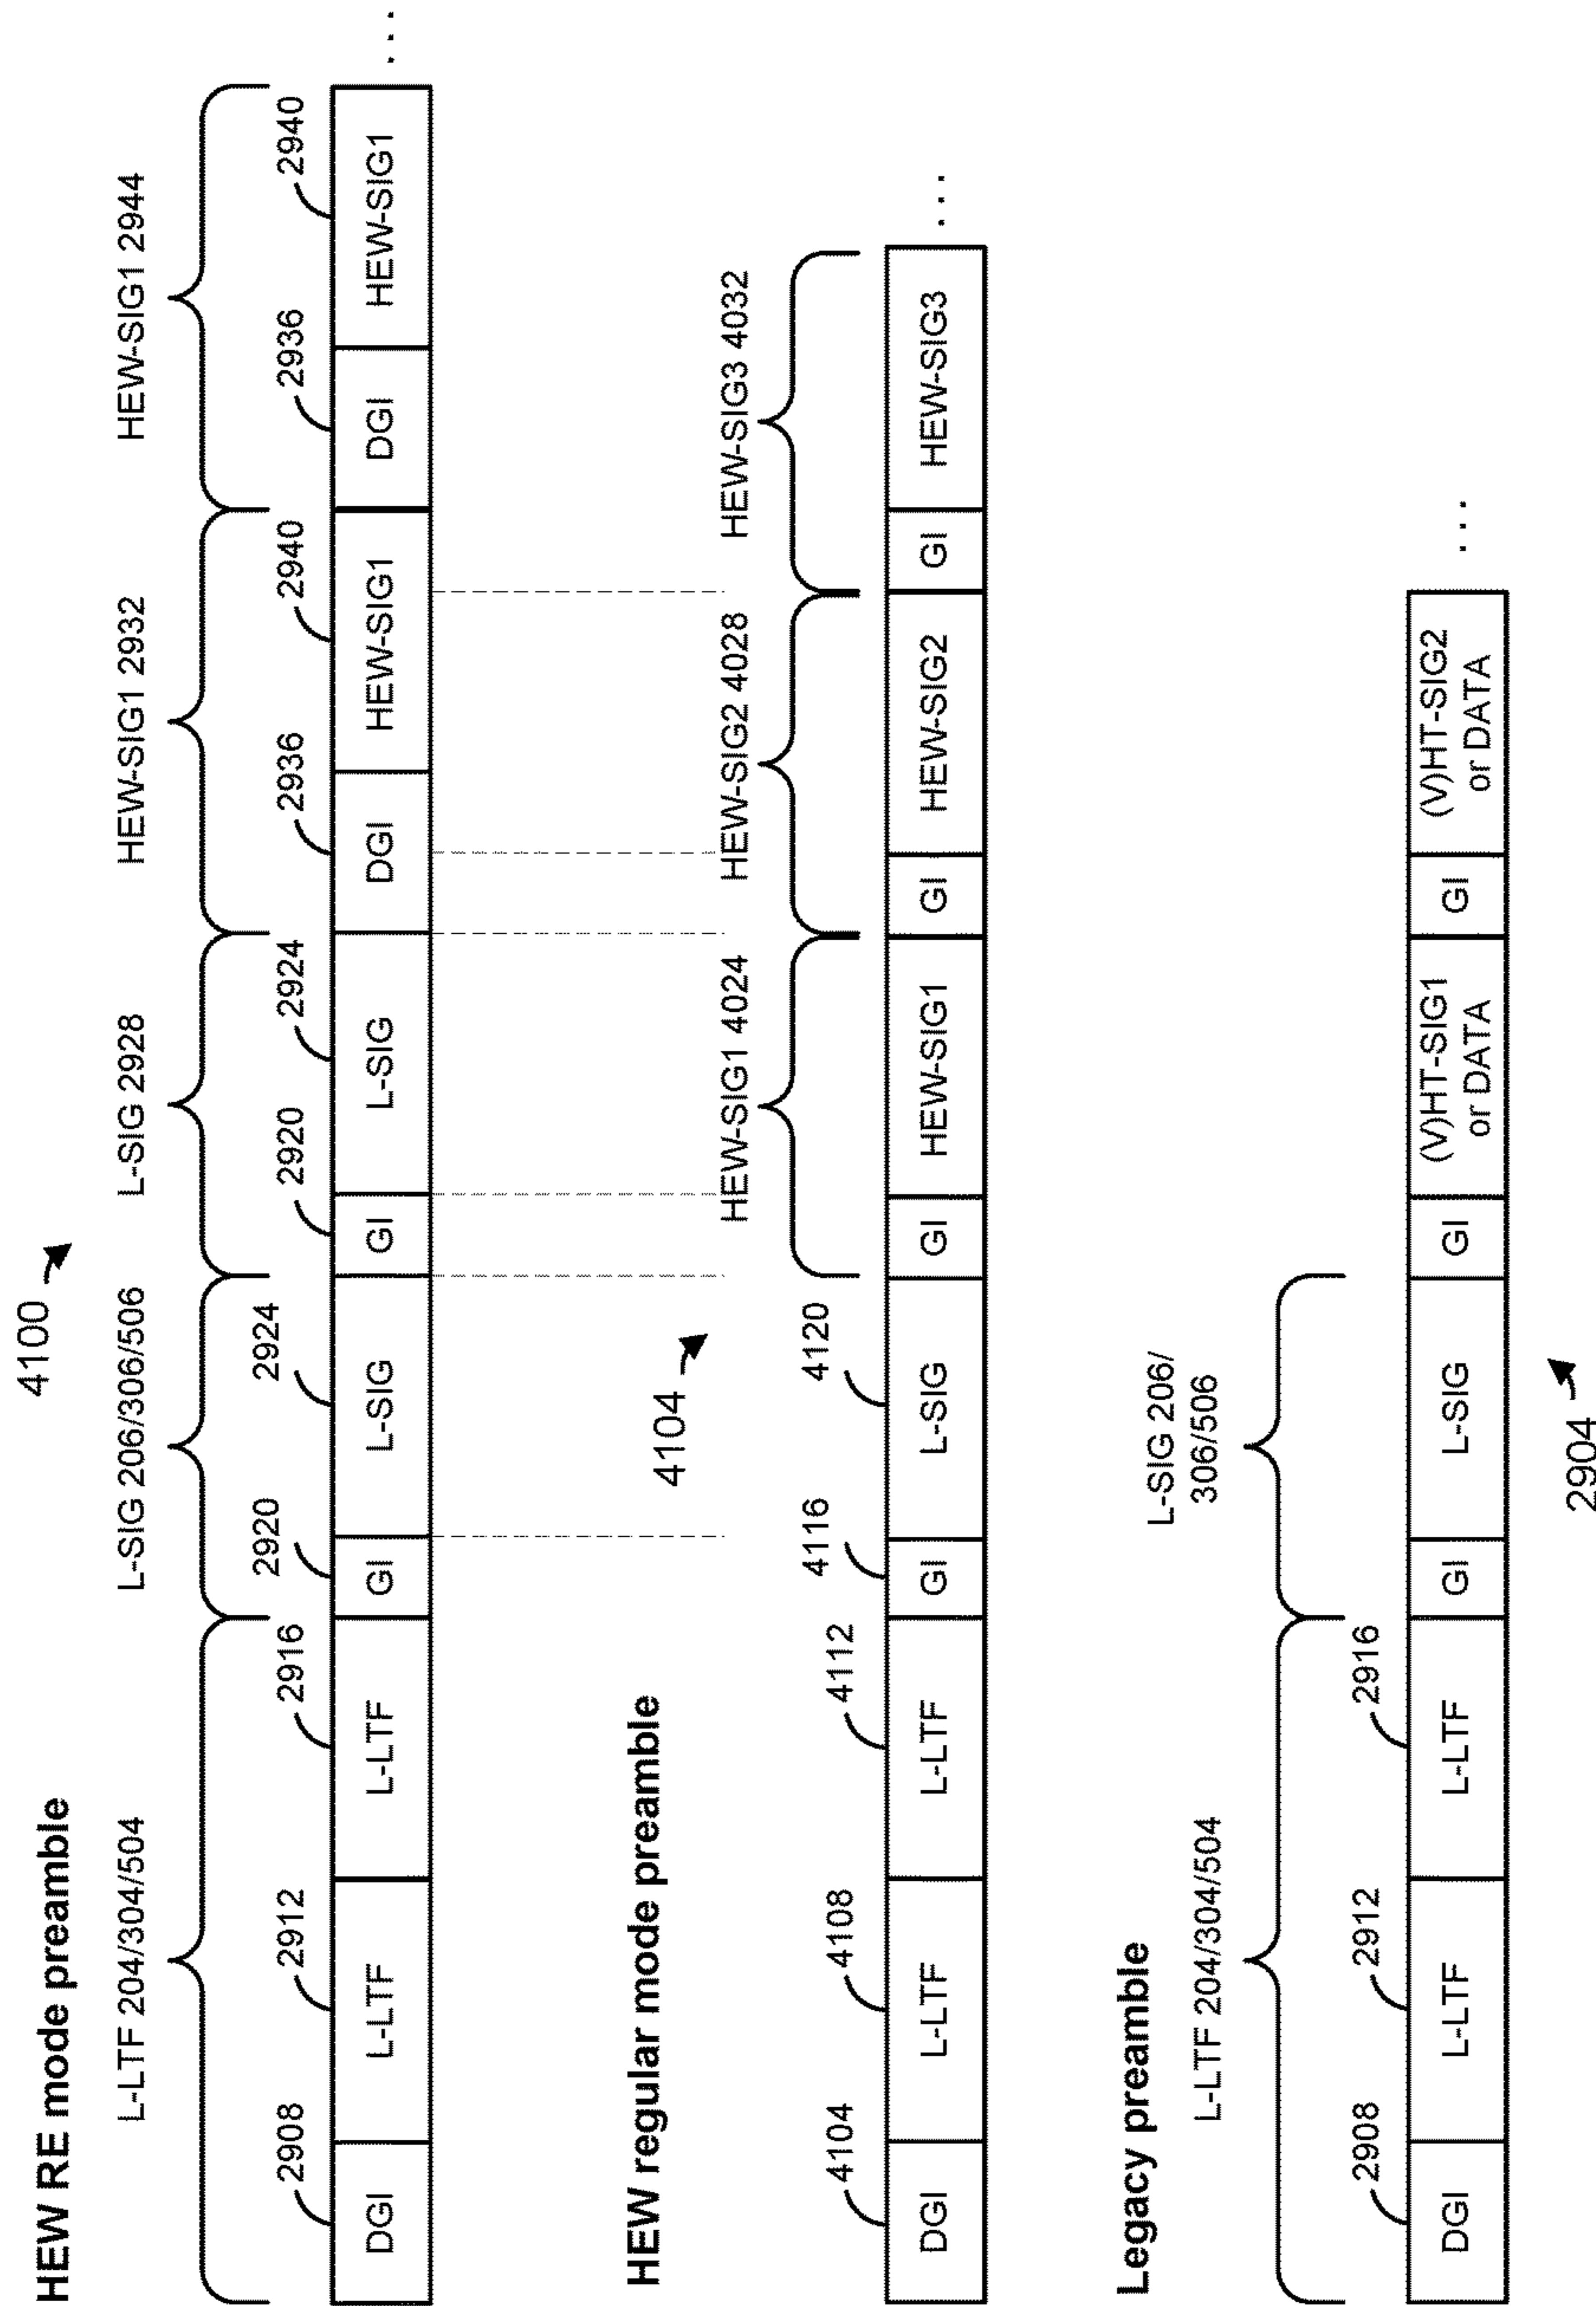 4100
HEW RE mode preamble
L-LTF 204/304/504
L-SIG 206/306/506
L-SIG 2928
HEW-SIG1 2932
HEW-SIG1 2944
2908
2912
2916
2920
2924
2920
2924
2936
2940
2936
2940
DGI
L-LTF
L-LTF
GI
L-SIG
GI
L-SIG
DGI
HEW-SIG1
DGI
HEW-SIG1
. . .
HEW regular mode preamble
4104
HEW-SIG1 4024
HEW-SIG2 4028
HEW-SIG3 4032
4104
4108
4112
4116
4120
DGI
L-LTF
L-LTF
GI
L-SIG
GI
HEW-SIG1
GI
HEW-SIG2
GI
HEW-SIG3
. . .
Legacy preamble
L-LTF 204/304/504
L-SIG 206/
306/506
2908
2912
2916
DGI
L-LTF
L-LTF
GI
L-SIG
GI
(V)HT-SIG1
or DATA
GI
(V)HT-SIG2
or DATA
. . .
2904